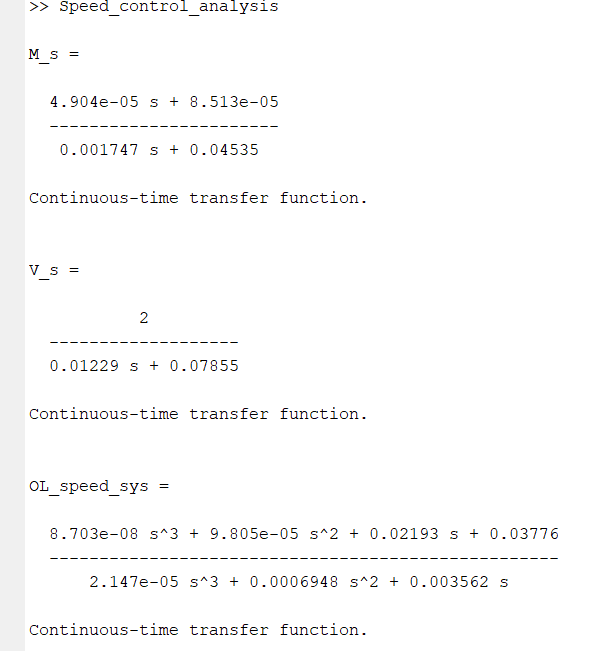 >> Speed_control_analysis
M_s =
4.904e-05 s + 8.513e-05
-----------------------
0.001747 s + 0.04535
Continuous-time transfer function.
V_s =
2
-------------------
0.01229 s + 0.07855
Continuous-time transfer function.
OL_speed_sys =
8.703e-08 s^3 + 9.805e-05 s^2 + 0.02193 s + 0.03776
---------------------------------------------------
2.147e-05 s^3 + 0.0006948 s^2 + 0.003562 s
Continuous-time transfer function.